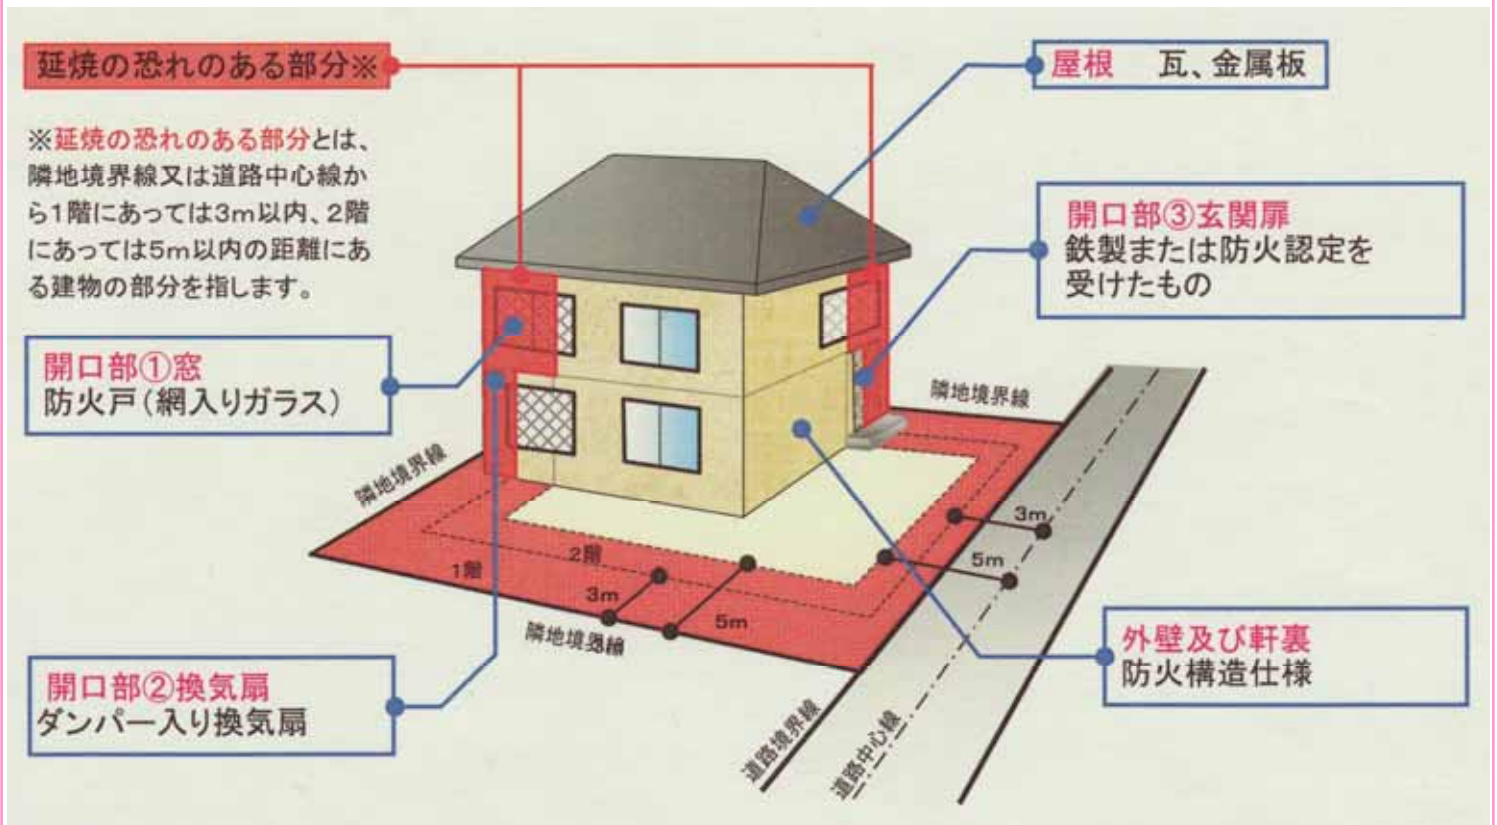 延焼の恐れのある部分※
※延焼の恐れのある部分とは、
隣地境界線又は道路中心線か
ら1階にあっては3m以内、2階
にあっては5m以内の距離にあ
る建物の部分を指します。
屋根 瓦、金属板
開口部③玄関扉
鉄製または防火認定を
受けたもの
開口部①窓
防火戸（網入りガラス）
隣地境界線
隣地境界線
3m
5m
2階
1階
3m
5m
隣地境界線
外壁及び軒裏
防火構造仕様
開口部②換気扇
ダンパー入り換気扇
道路境界線
道路中心線